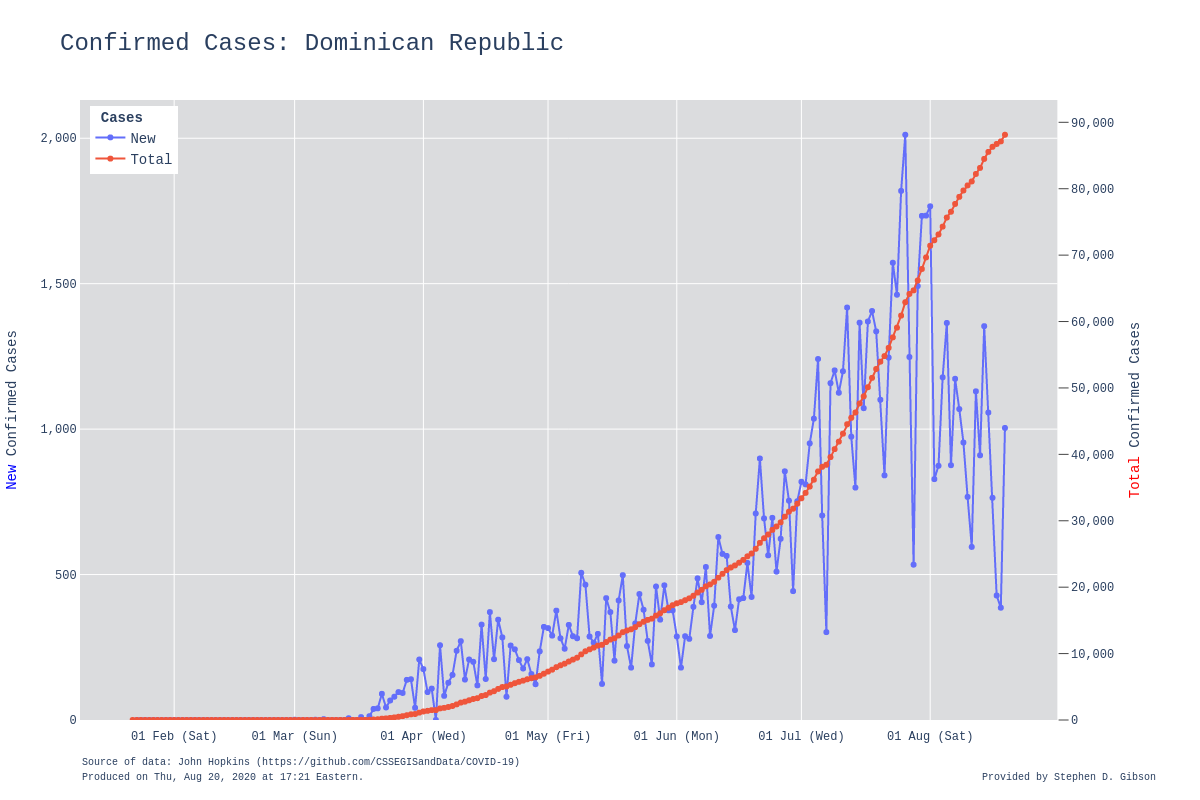 Confirmed Cases: Dominican Republic
Cases
New
Total
2,000
1,500
1,000
500
0
90,000
80,000
70,000
60,000
50,000
40,000
30,000
20,000
10,000
0
New Confirmed Cases
Total Confirmed Cases
01 Feb (Sat)
01 Mar (Sun)
01 Apr (Wed)
01 May (Fri)
01 Jun (Mon)
01 Jul (Wed)
01 Aug (Sat)
Source of data: John Hopkins (https://github.com/CSSEGISandData/COVID-19)
Produced on Thu, Aug 20, 2020 at 17:21 Eastern.
Provided by Stephen D. Gibson